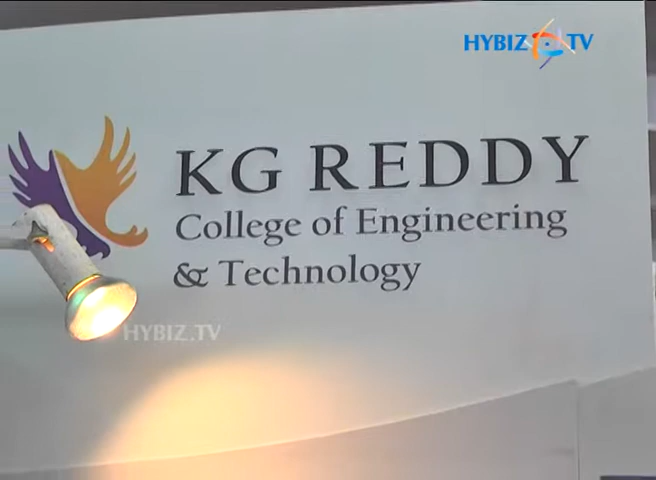 HYBIZ TV
KG REDDY
College of Engineering
& Technology
HYBIZ.TV